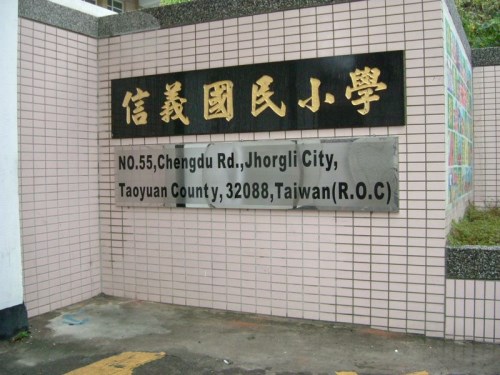 信義國民小學
NO.55,Chengdu Rd.,Jhorgli City,
Taoyuan County, 32088,Taiwan(R.O.C)